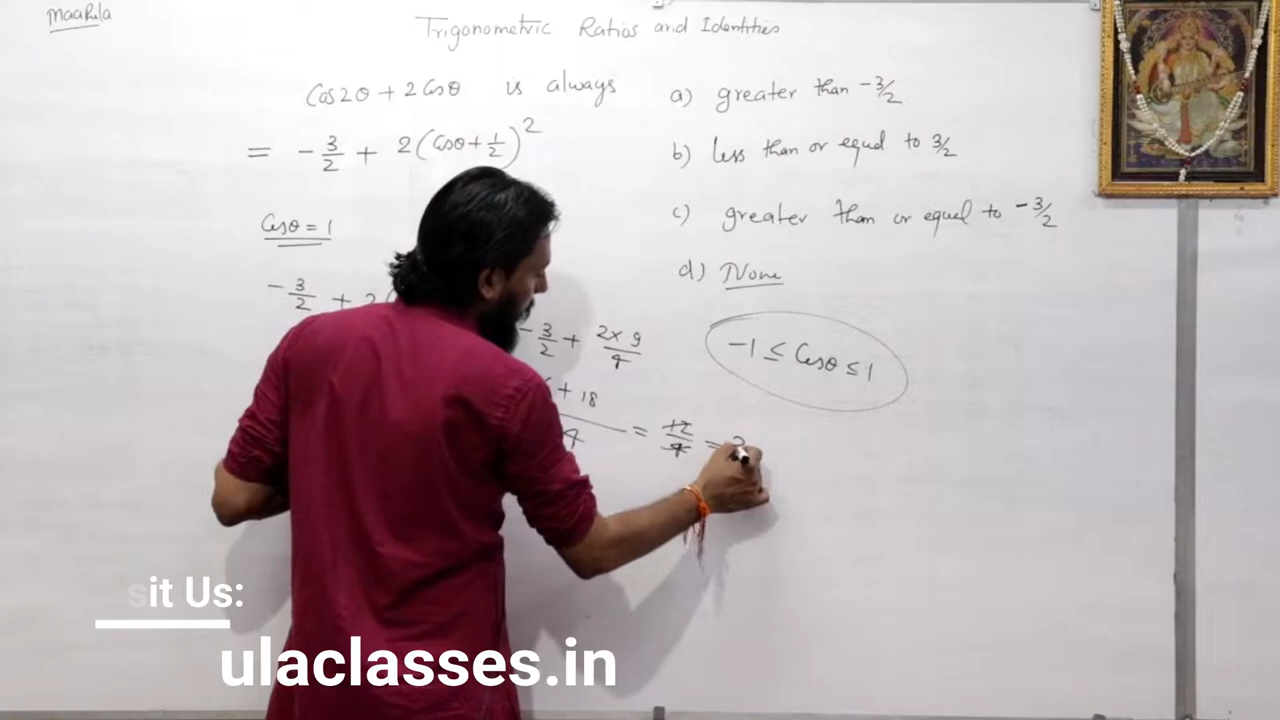 MaaRula
Trigonometric Ratios and Identities
Cos2θ + 2Cosθ is always
= -3/2 + 2(Cosθ + 1/2)^2
Cosθ = 1
-3/2 + 2(
-3/2 + (2×9)/4
+ 18
4
= 12/4 =
a) greater than -3/2
b) less than or equal to 3/2
c) greater than or equal to -3/2
d) None
-1 ≤ Cosθ ≤ 1
it Us:
ulaclasses.in